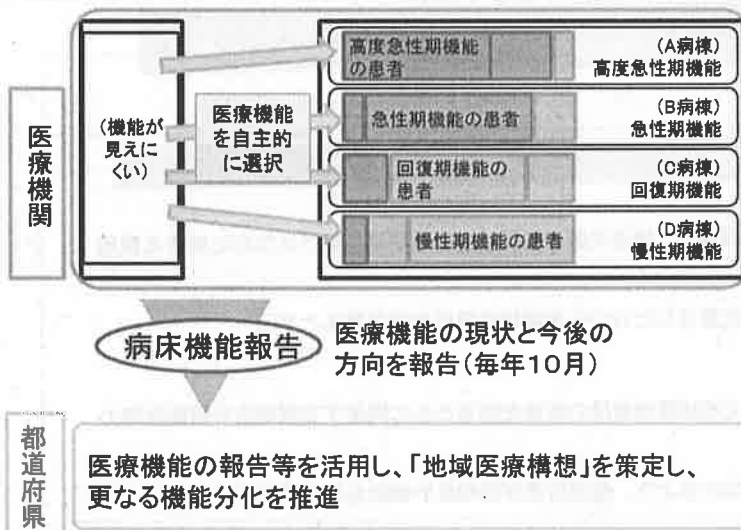 医療機関
(機能が
見えに
くい)
医療機能
を自主的
に選択
高度急性期機能
の患者
(A病棟)
高度急性期機能
急性期機能の患者
(B病棟)
急性期機能
回復期機能の
患者
(C病棟)
回復期機能
慢性期機能の患者
(D病棟)
慢性期機能
病床機能報告
医療機能の現状と今後の
方向を報告(毎年10月)
都道府県
医療機能の報告等を活用し、「地域医療構想」を策定し、
更なる機能分化を推進